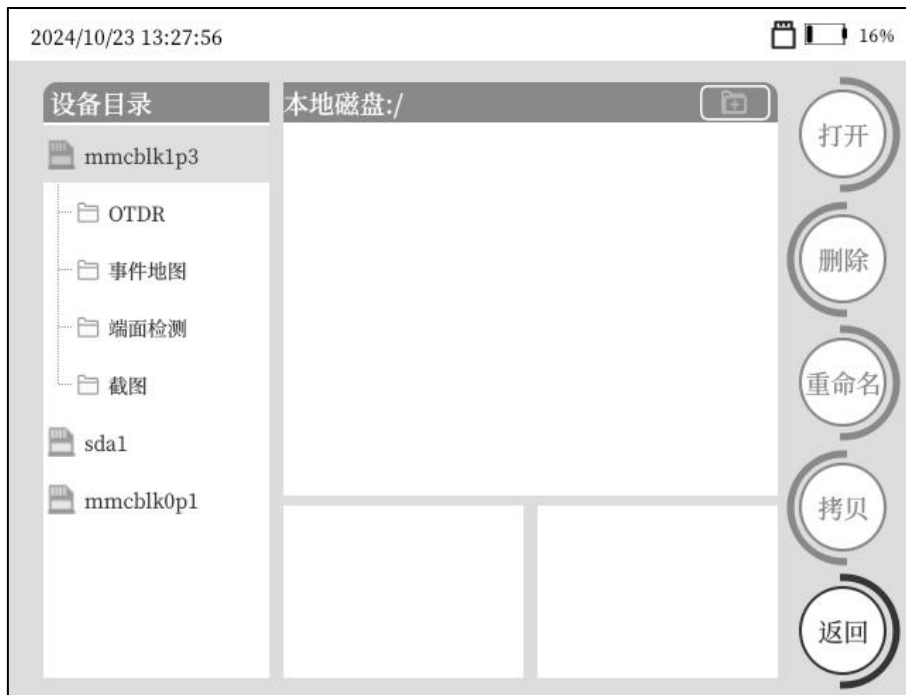 2024/10/23 13:27:56
16%
设备目录
本地磁盘:/
mmcblk1p3
OTDR
事件地图
端面检测
截图
sda1
mmcblk0p1
打开
删除
重命名
拷贝
返回